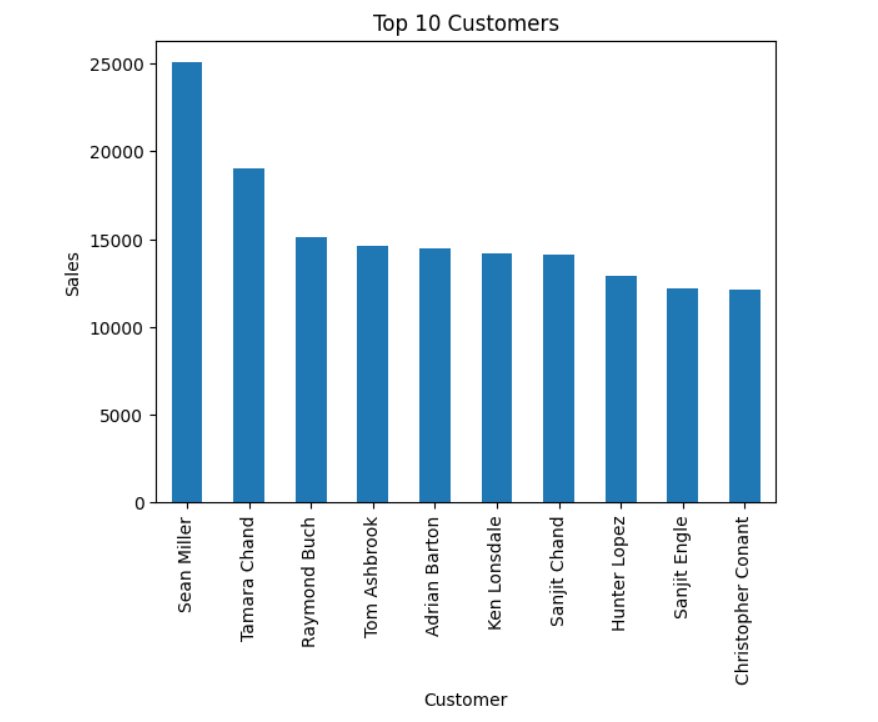 Top 10 Customers
25000
20000
15000
10000
5000
0
Sales
Sean Miller
Tamara Chand
Raymond Buch
Tom Ashbrook
Adrian Barton
Ken Lonsdale
Sanjit Chand
Hunter Lopez
Sanjit Engle
Christopher Conant
Customer